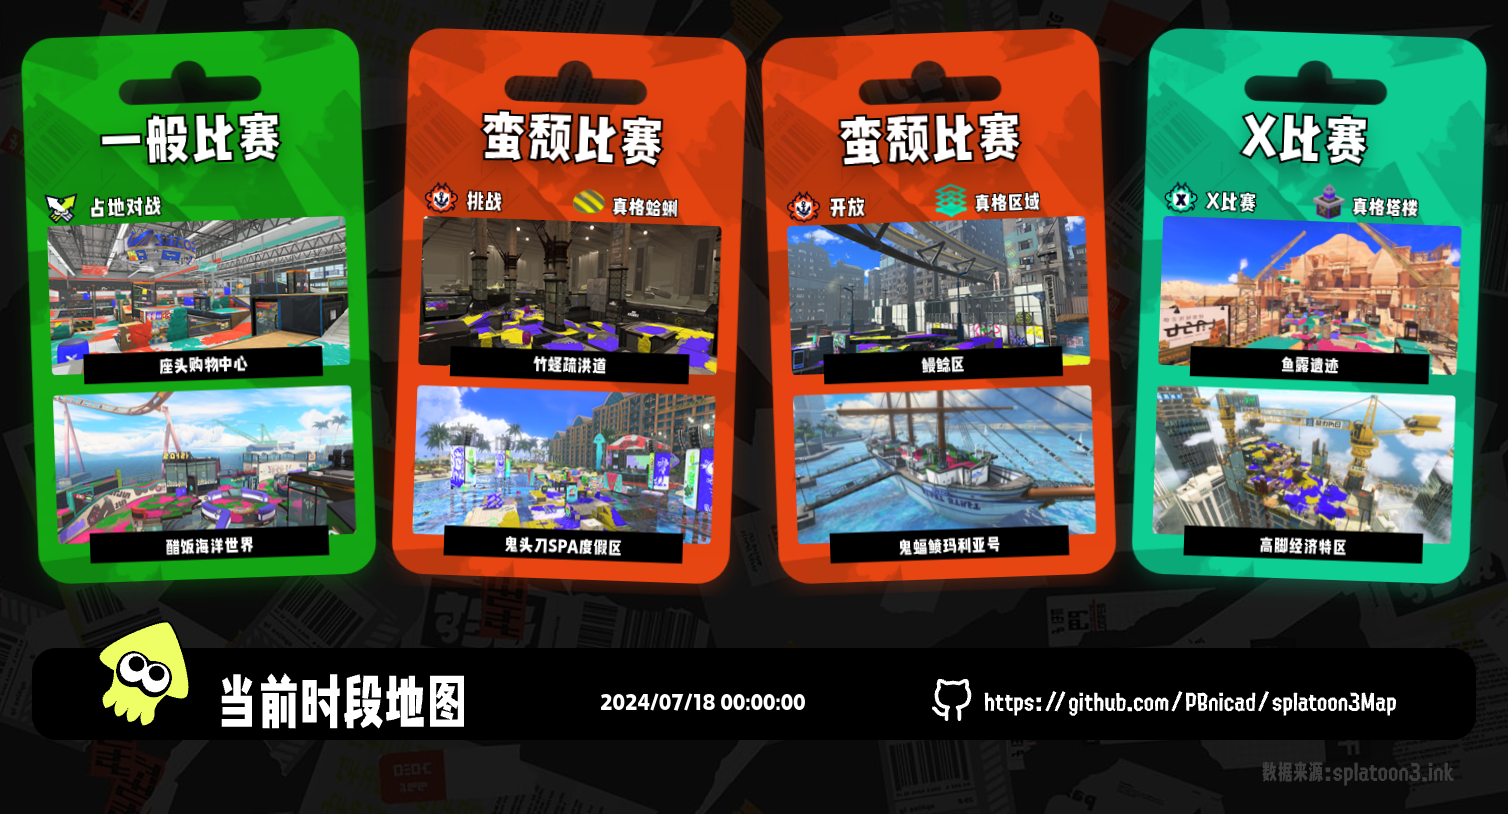 一般比赛
占地对战
座头购物中心
醋饭海洋世界
蛮颓比赛
挑战
真格蛤蜊
竹蛏疏洪道
鬼头刀SPA度假区
蛮颓比赛
开放
真格区域
鳗鲶区
鬼蝠鲼玛利亚号
X比赛
X比赛
真格塔楼
鱼露遗迹
高脚经济特区
当前时段地图
2024/07/18 00:00:00
https://github.com/PBnicad/splatoon3Map
数据来源:splatoon3.ink